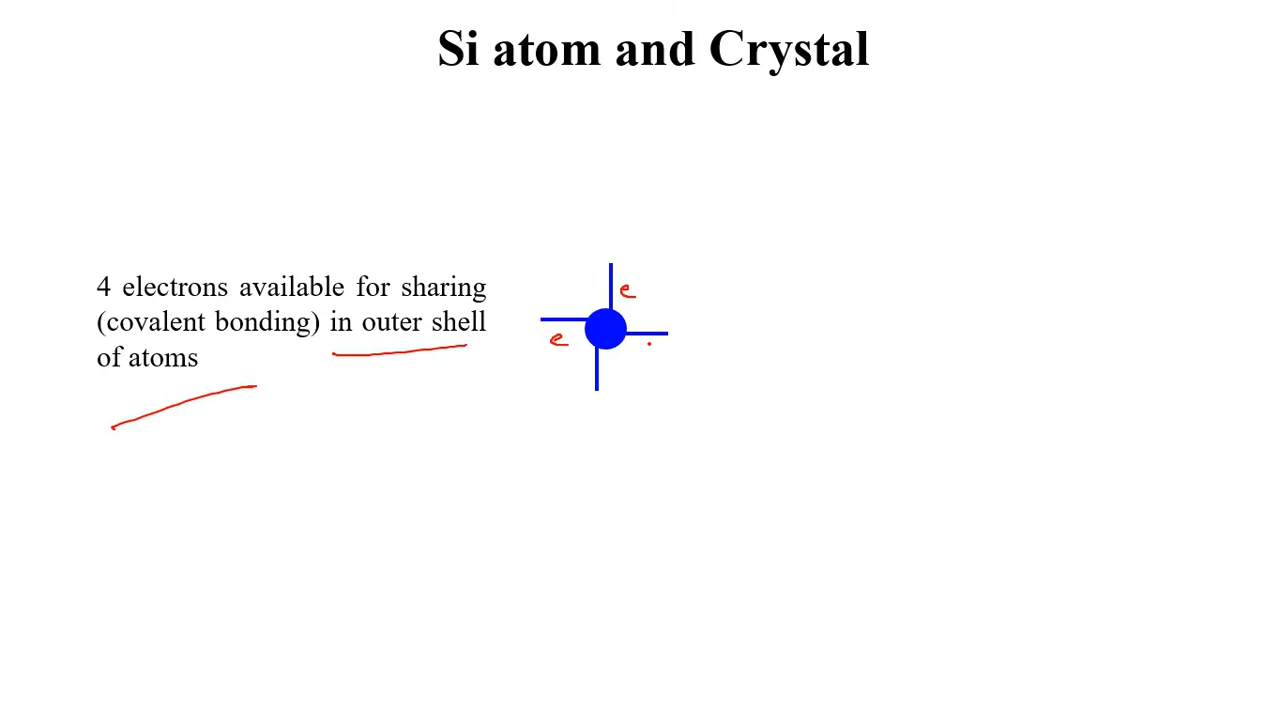 Si atom and Crystal
4 electrons available for sharing
(covalent bonding) in outer shell
of atoms
e
e